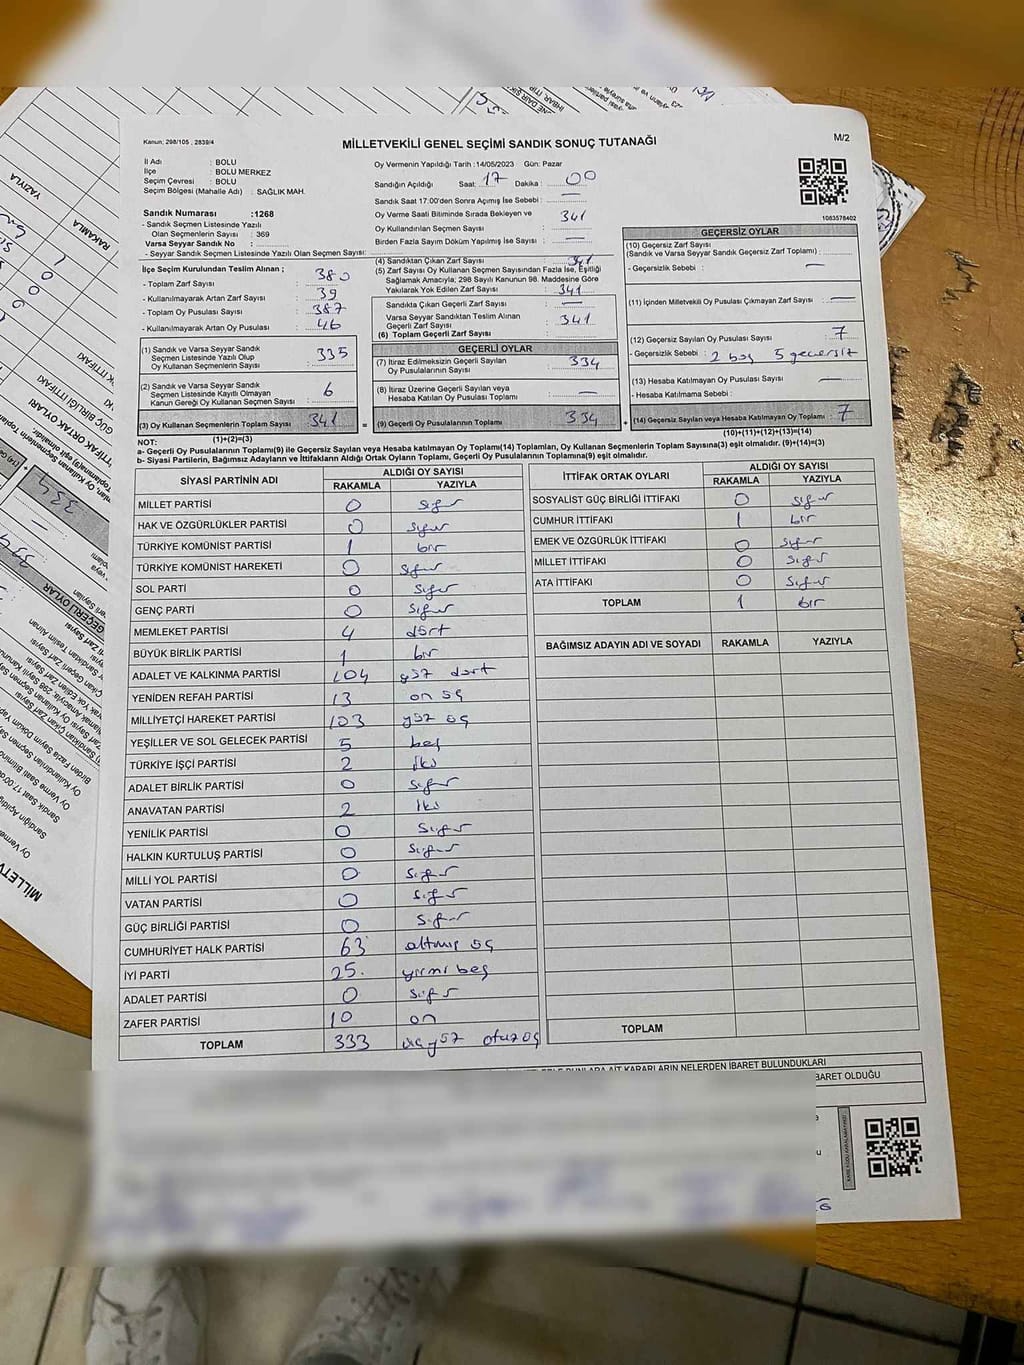 Kanun; 298/105 , 2839/4
MİLLETVEKİLİ GENEL SEÇİMİ SANDIK SONUÇ TUTANAĞI
M/2
İl Adı : BOLU
İlçe : BOLU MERKEZ
Seçim Çevresi : BOLU
Seçim Bölgesi (Mahalle Adı) : SAĞLIK MAH.
Sandık Numarası :1268
- Sandık Seçmen Listesinde Yazılı
Olan Seçmenlerin Sayısı : 369
Varsa Seyyar Sandık No :
- Seyyar Sandık Seçmen Listesinde Yazılı Olan Seçmen Sayısı:
Oy Vermenin Yapıldığı Tarih : 14/05/2023 Gün: Pazar
Sandığın Açıldığı Saat: 17 Dakika : 00
Sandık Saat 17:00'den Sonra Açılmış İse Sebebi : —
Oy Verme Saati Bitiminde Sırada Bekleyen ve 341
Oy Kullandırılan Seçmen Sayısı :
Birden Fazla Sayım Döküm Yapılmış İse Sayısı : —
1083578402
İlçe Seçim Kurulundan Teslim Alınan ;
- Toplam Zarf Sayısı : 380
- Kullanılmayarak Artan Zarf Sayısı : 39
- Toplam Oy Pusulası Sayısı : 387
- Kullanılmayarak Artan Oy Pusulası : 46
(1) Sandık ve Varsa Seyyar Sandık
Seçmen Listesinde Yazılı Olup
Oy Kullanan Seçmenlerin Sayısı : 335
(2) Sandık ve Varsa Seyyar Sandık
Seçmen Listesinde Kayıtlı Olmayan
Kanun Gereği Oy Kullanan Seçmen Sayısı : 6
(3) Oy Kullanan Seçmenlerin Toplam Sayısı : 341
(4) Sandıktan Çıkan Zarf Sayısı : 341
(5) Zarf Sayısı Oy Kullanan Seçmen Sayısından Fazla İse, Eşitliği
Sağlamak Amacıyla; 298 Sayılı Kanunun 98. Maddesine Göre
Yakılarak Yok Edilen Zarf Sayısı : 341
Sandıkta Çıkan Geçerli Zarf Sayısı : —
Varsa Seyyar Sandıktan Teslim Alınan
Geçerli Zarf Sayısı : 341
(6) Toplam Geçerli Zarf Sayısı :
GEÇERLİ OYLAR
(7) İtiraz Edilmeksizin Geçerli Sayılan
Oy Pusulalarının Sayısı : 334
(8) İtiraz Üzerine Geçerli Sayılan veya
Hesaba Katılan Oy Pusulası Toplamı :
(9) Geçerli Oy Pusulalarının Toplamı : 334
GEÇERSİZ OYLAR
(10) Geçersiz Zarf Sayısı
(Sandık ve Varsa Seyyar Sandık Geçersiz Zarf Toplamı) :
- Geçersizlik Sebebi : —
(11) İçinden Milletvekili Oy Pusulası Çıkmayan Zarf Sayısı : —
(12) Geçersiz Sayılan Oy Pusulası Sayısı : 7
- Geçersizlik Sebebi : 2 boş 5 geçersiz
(13) Hesaba Katılmayan Oy Pusulası Sayısı : —
- Hesaba Katılmama Sebebi :
(14) Geçersiz Sayılan veya Hesaba Katılmayan Oy Toplamı : 7
(1)+(2)=(3)
(10)+(11)+(12)+(13)=(14)
NOT:
a- Geçerli Oy Pusulaları Toplamı(9) ile Geçersiz Sayılan veya Hesaba Katılmayan Oy Toplamı(14) Toplamları, Oy Kullanan Seçmenlerin Toplam Sayısına(3) eşit olmalıdır. (9)+(14)=(3)
b- Siyasi Partilerin, Bağımsız Adayların ve İttifakların Aldığı Ortak Oyların Toplamı, Geçerli Oy Pusulalarının Toplamına(9) eşit olmalıdır.
SİYASİ PARTİNİN ADI ALDIĞI OY SAYISI
RAKAMLA YAZIYLA
MİLLET PARTİSİ 0 sıfır
HAK VE ÖZGÜRLÜKLER PARTİSİ 0 sıfır
TÜRKİYE KOMÜNİST PARTİSİ 1 bir
TÜRKİYE KOMÜNİST HAREKETİ 0 sıfır
SOL PARTİ 0 sıfır
GENÇ PARTİ 0 sıfır
MEMLEKET PARTİSİ 4 dört
BÜYÜK BİRLİK PARTİSİ 1 bir
ADALET VE KALKINMA PARTİSİ 104 yüz dört
YENİDEN REFAH PARTİSİ 13 on üç
MİLLİYETÇİ HAREKET PARTİSİ 103 yüz üç
YEŞİLLER VE SOL GELECEK PARTİSİ 5 beş
TÜRKİYE İŞÇİ PARTİSİ 2 iki
ADALET BİRLİK PARTİSİ 0 sıfır
ANAVATAN PARTİSİ 2 iki
YENİLİK PARTİSİ 0 sıfır
HALKIN KURTULUŞ PARTİSİ 0 sıfır
MİLLİ YOL PARTİSİ 0 sıfır
VATAN PARTİSİ 0 sıfır
GÜÇ BİRLİĞİ PARTİSİ 0 sıfır
CUMHURİYET HALK PARTİSİ 63 altmış üç
İYİ PARTİ 25. yirmi beş
ADALET PARTİSİ 0 sıfır
ZAFER PARTİSİ 10 on
TOPLAM 333 üç yüz otuz üç
İTTİFAK ORTAK OYLARI ALDIĞI OY SAYISI
RAKAMLA YAZIYLA
SOSYALİST GÜÇ BİRLİĞİ İTTİFAKI 0 sıfır
CUMHUR İTTİFAKI 1 bir
EMEK VE ÖZGÜRLÜK İTTİFAKI 0 sıfır
MİLLET İTTİFAKI 0 sıfır
ATA İTTİFAKI 0 sıfır
TOPLAM 1 bir
BAĞIMSIZ ADAYIN ADI VE SOYADI RAKAMLA YAZIYLA
TOPLAM
KARARLARIN NELERDEN İBARET BULUNDUKLARI
BARET OLDUĞU